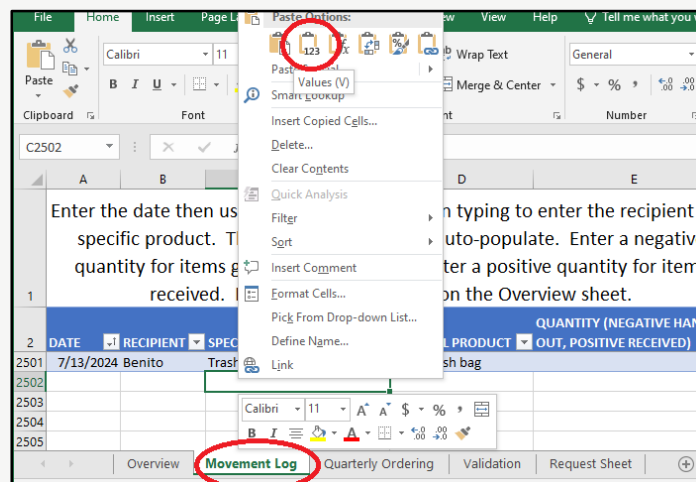 File Home Insert Page La Paste Options: ew View Help Tell me what you w
Calibri 11 123 Wrap Text General
Paste B I U Values (V) Merge & Center $ % ,
Smart Lookup
Clipboard Font nt Number
Insert Copied Cells...
C2502 Delete...
Clear Contents
A B D E
Quick Analysis
Enter the date then us n typing to enter the recipient
Filter
specific product. Th uto-populate. Enter a negativ
Sort
quantity for items g ter a positive quantity for item
Insert Comment
1 received. on the Overview sheet.
Format Cells...
Pick From Drop-down List...
QUANTITY (NEGATIVE HAN
2 DATE RECIPIENT SPEC L PRODUCT OUT, POSITIVE RECEIVED)
Define Name...
2501 7/13/2024 Benito Trash sh bag
Link
2502
2503 Calibri 11 A A $ % ,
2504 B I A
2505
Overview Movement Log Quarterly Ordering Validation Request Sheet